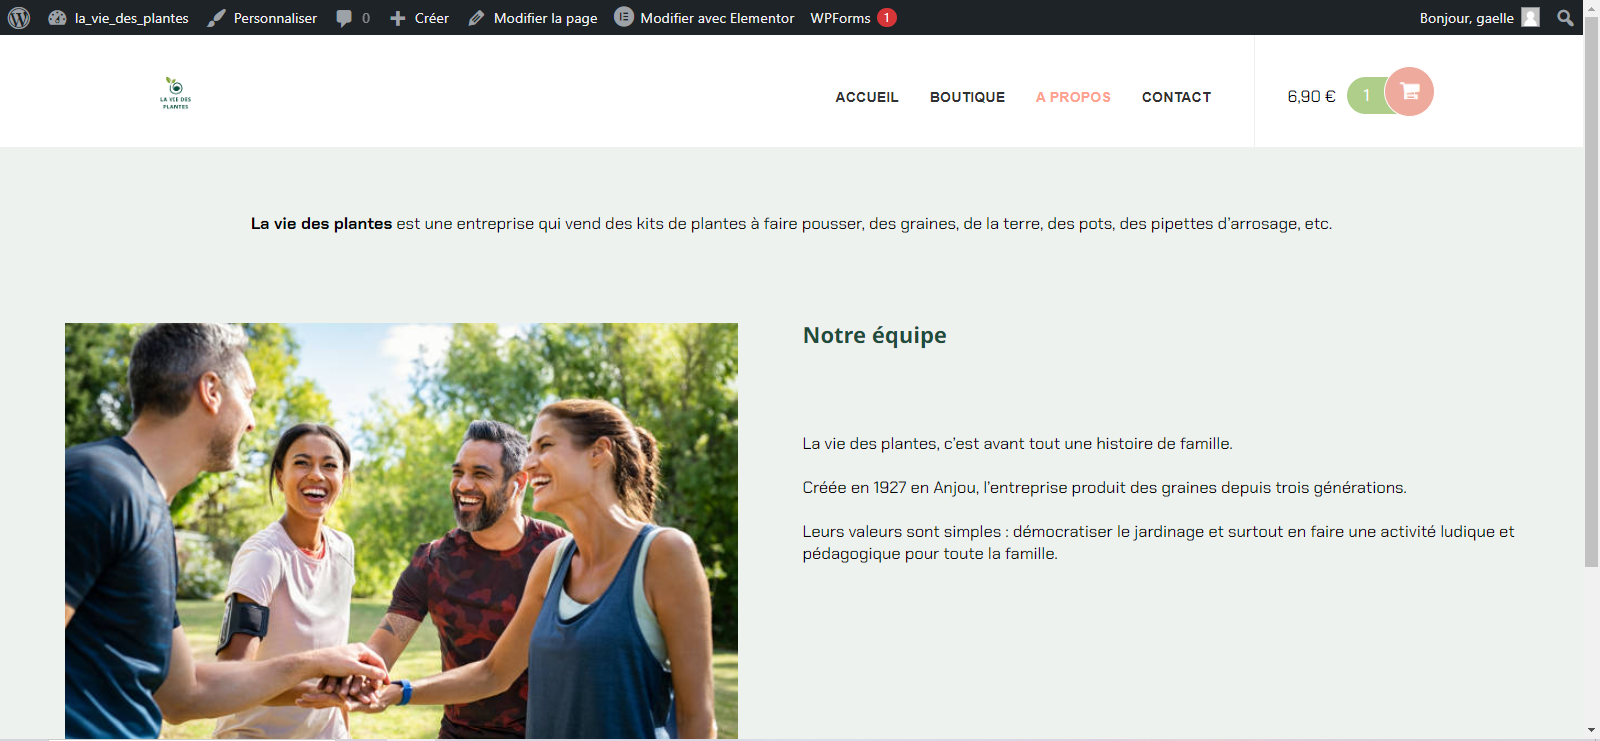 la_vie_des_plantes Personnaliser 0 Créer Modifier la page Modifier avec Elementor WPForms 1 Bonjour, gaelle
LA VIE DES
PLANTES
ACCUEIL BOUTIQUE A PROPOS CONTACT 6,90 € 1
La vie des plantes est une entreprise qui vend des kits de plantes à faire pousser, des graines, de la terre, des pots, des pipettes d’arrosage, etc.
Notre équipe
La vie des plantes, c’est avant tout une histoire de famille.
Créée en 1927 en Anjou, l’entreprise produit des graines depuis trois générations.
Leurs valeurs sont simples : démocratiser le jardinage et surtout en faire une activité ludique et
pédagogique pour toute la famille.